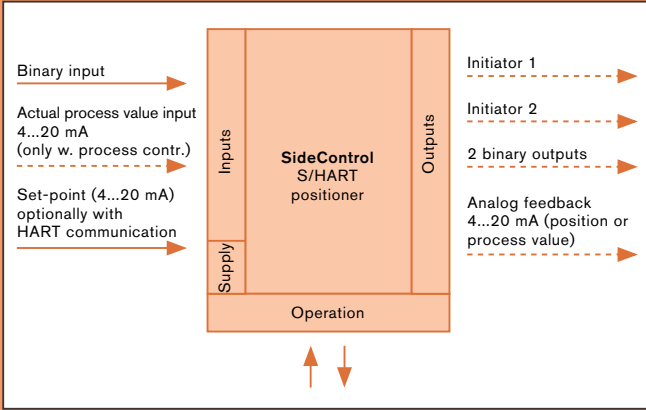 Binary input
Actual process value input
4...20 mA
(only w. process contr.)
Set-point (4...20 mA)
optionally with
HART communication
Inputs
Supply
SideControl
S/HART
positioner
Outputs
Operation
Initiator 1
Initiator 2
2 binary outputs
Analog feedback
4...20 mA (position or
process value)